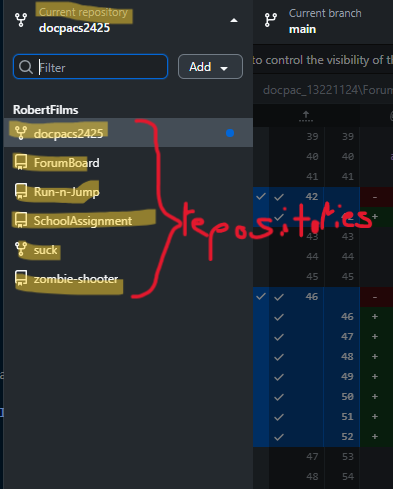 Current repository
docpacs2425
Current branch
main
Filter
Add
to control the visibility of th
docpac_13221124\Forum
RobertFilms
docpacs2425
ForumBoard
Run-n-Jump
SchoolAssignment
suck
zombie-shooter
repositories
39 39
40 40
41 41
42 -
42 +
43 43
44 44
45 45
46 -
46 +
47 +
48 +
49 +
50 +
51 +
52 +
47 53
48 54